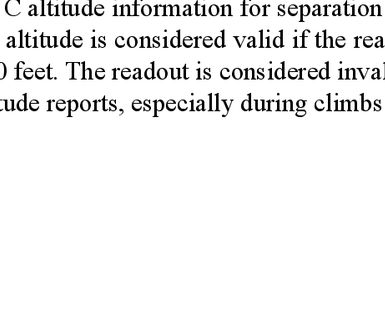 C altitude information for separation
altitude is considered valid if the rea
0 feet. The readout is considered inval
tude reports, especially during climbs